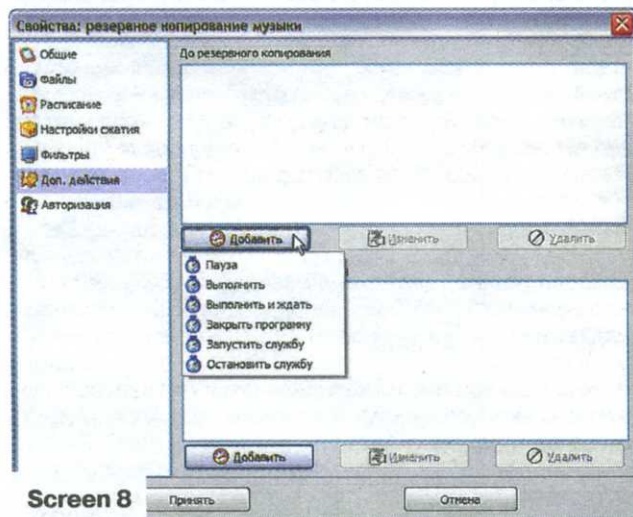 Свойства: резервное копирование музыки
Общие
Файлы
Расписание
Настройки сжатия
Фильтры
Доп. действия
Авторизация
До резервного копирования
Добавить
Изменить
Удалить
Пауза
Выполнить
Выполнить и ждать
Закрыть программу
Запустить службу
Остановить службу
Добавить
Изменить
Удалить
Screen 8
Принять
Отмена